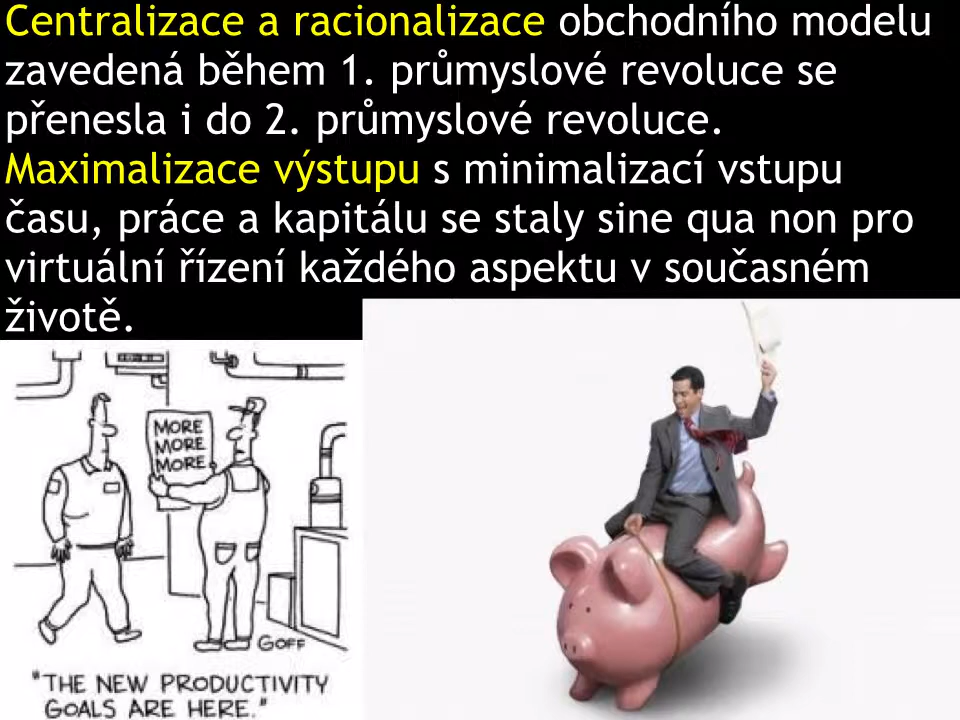 Centralizace a racionalizace obchodního modelu
zavedená během 1. průmyslové revoluce se
přenesla i do 2. průmyslové revoluce.
Maximalizace výstupu s minimalizací vstupu
času, práce a kapitálu se staly sine qua non pro
virtuální řízení každého aspektu v současném
životě.
MORE
MORE
MORE
GOFF
"THE NEW PRODUCTIVITY
GOALS ARE HERE."